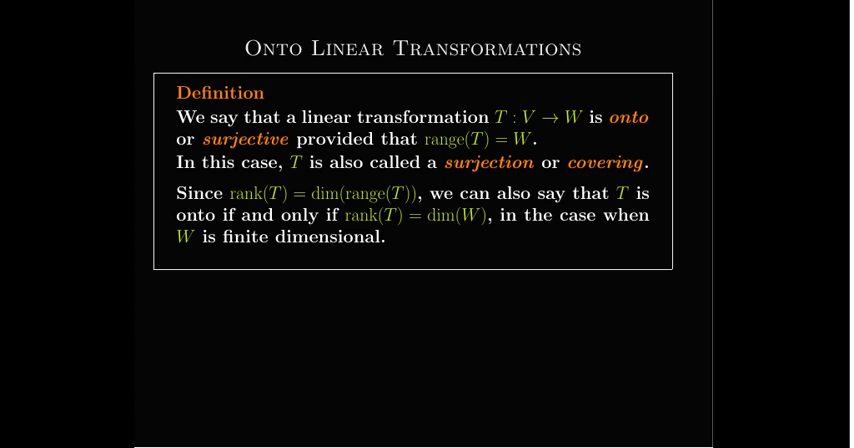 Onto Linear Transformations
Definition
We say that a linear transformation T : V → W is onto
or surjective provided that range(T) = W.
In this case, T is also called a surjection or covering.
Since rank(T) = dim(range(T)), we can also say that T is
onto if and only if rank(T) = dim(W), in the case when
W is finite dimensional.